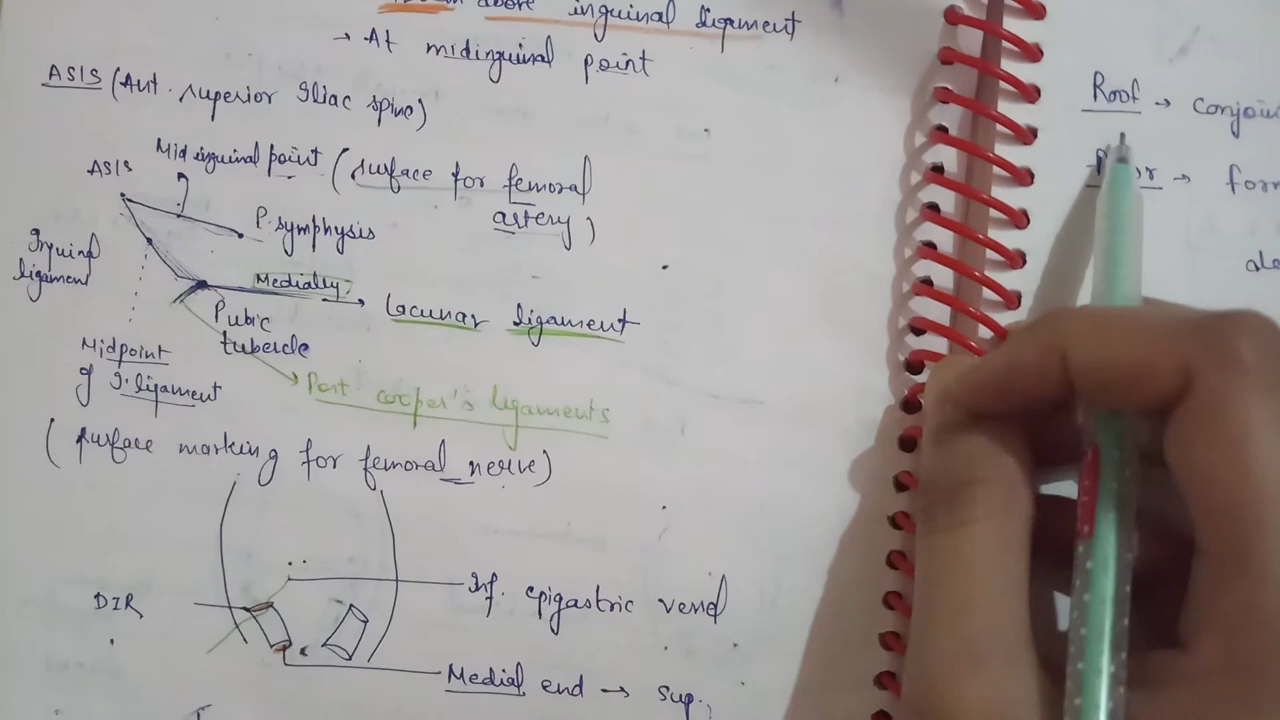 above inguinal ligament
→ At midinguinal point
ASIS (Ant. superior Iliac spine)
ASIS
Mid inguinal point (surface for femoral
artery)
P. symphysis
Inguinal
ligament
Medially
Lacunar ligament
Pubic
tubercle
Midpoint
of I. ligament
Post cooper's ligaments
(surface marking for femoral nerve)
DIR
Inf. epigastric vessel
Medial end → sup.
Roof → conjoin
→ form